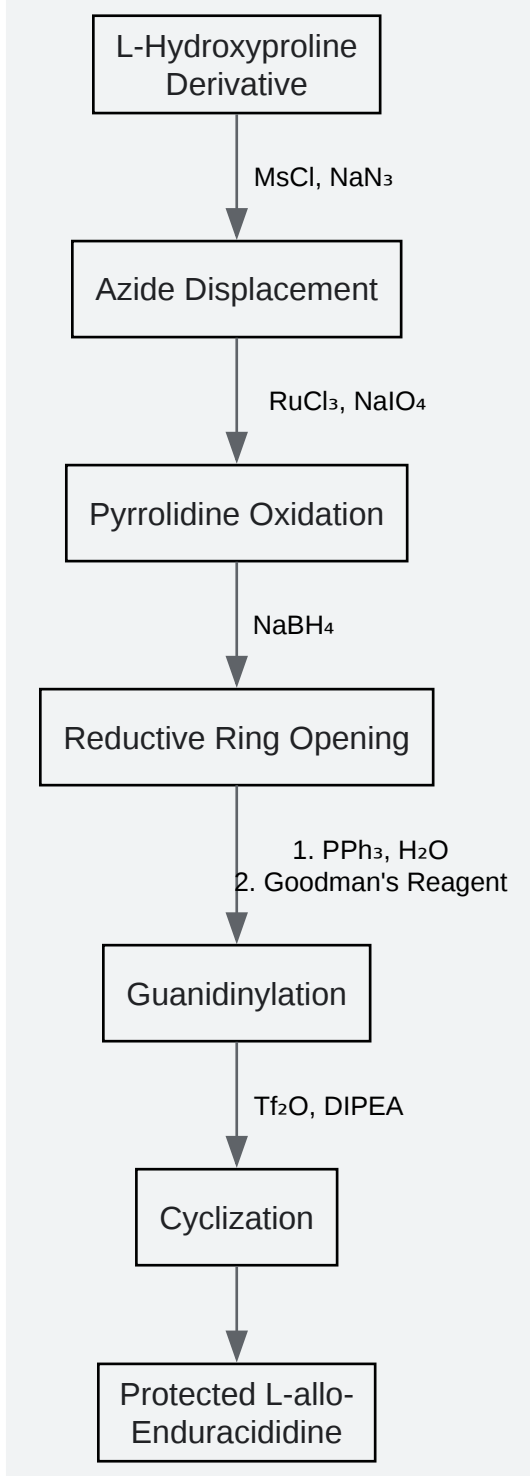 L-Hydroxyproline
Derivative
MsCl, NaN₃
Azide Displacement
RuCl₃, NaIO₄
Pyrrolidine Oxidation
NaBH₄
Reductive Ring Opening
1. PPh₃, H₂O
2. Goodman's Reagent
Guanidinylation
Tf₂O, DIPEA
Cyclization
Protected L-allo-
Enduracididine